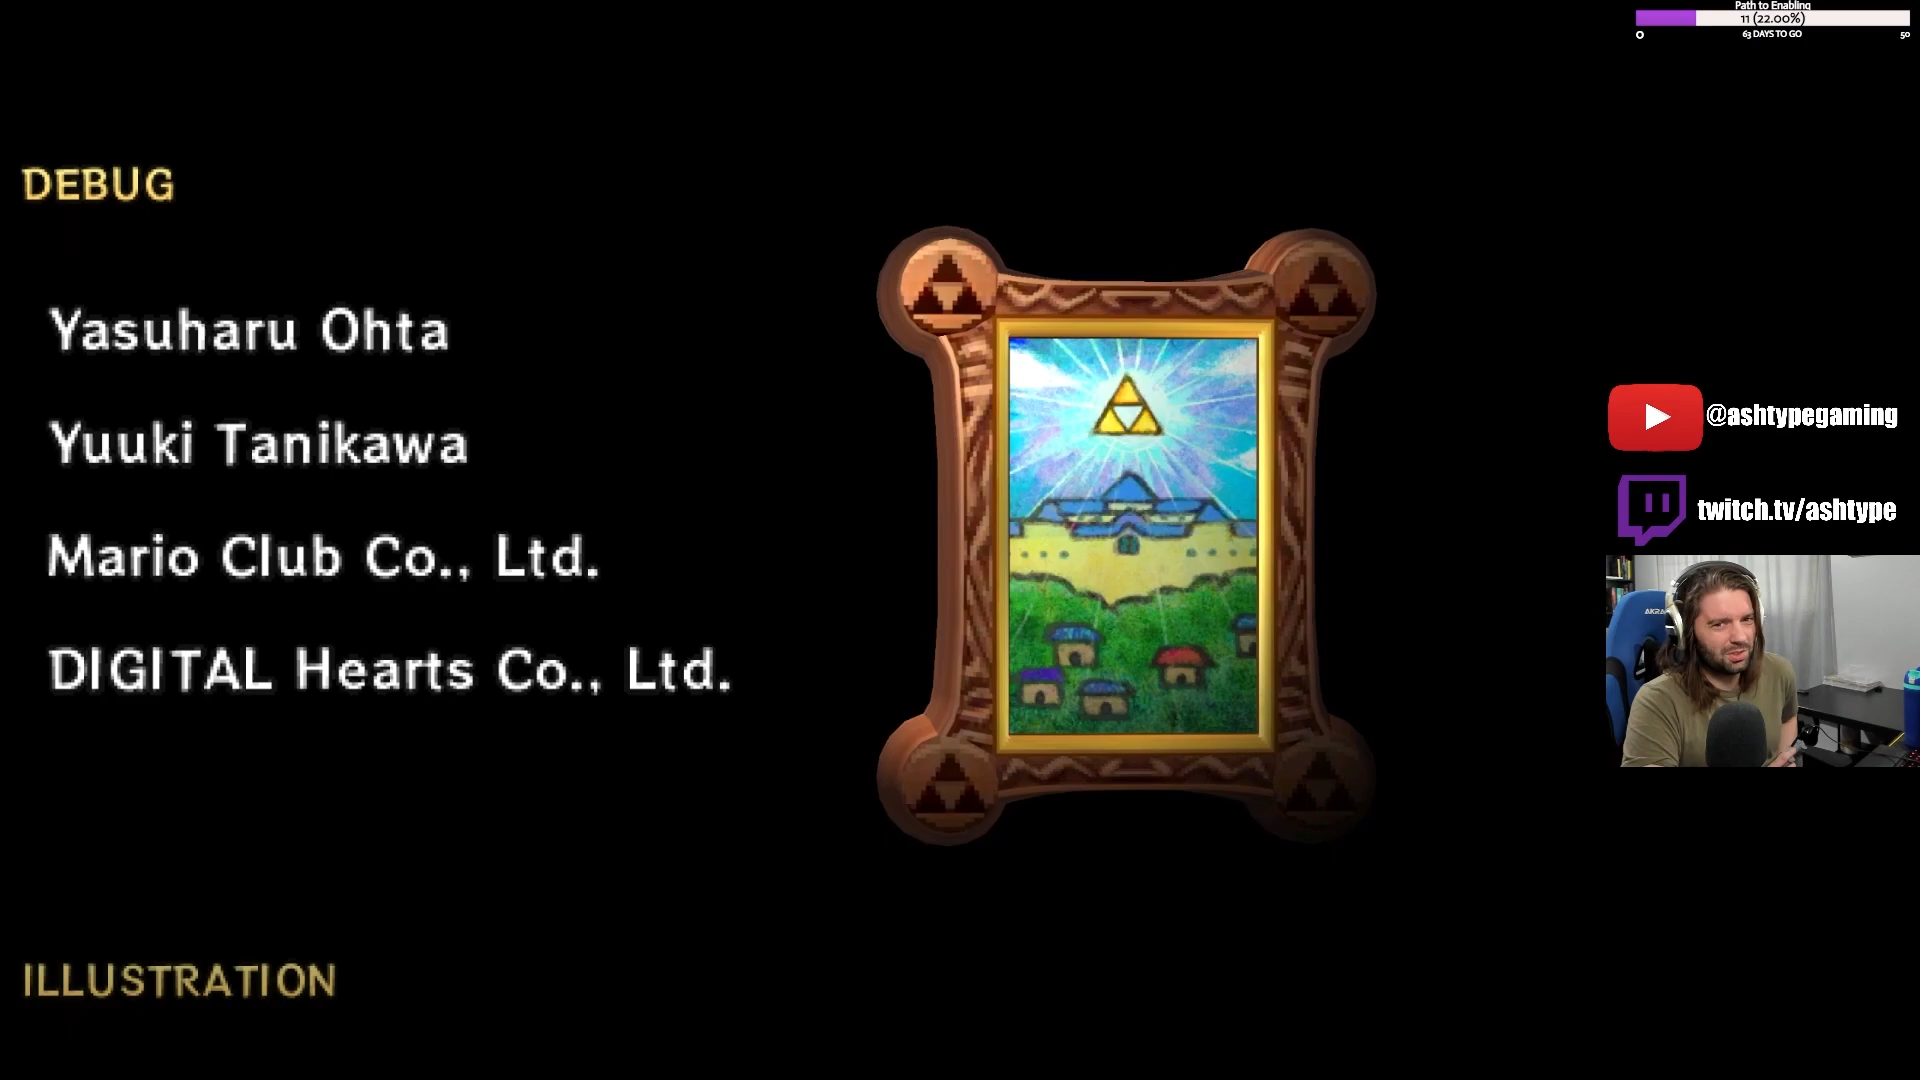 Path to Enabling
11 (22.00%)
0
63 DAYS TO GO
50
DEBUG
Yasuharu Ohta
Yuuki Tanikawa
Mario Club Co., Ltd.
DIGITAL Hearts Co., Ltd.
@ashtypegaming
twitch.tv/ashtype
AKRA
ILLUSTRATION